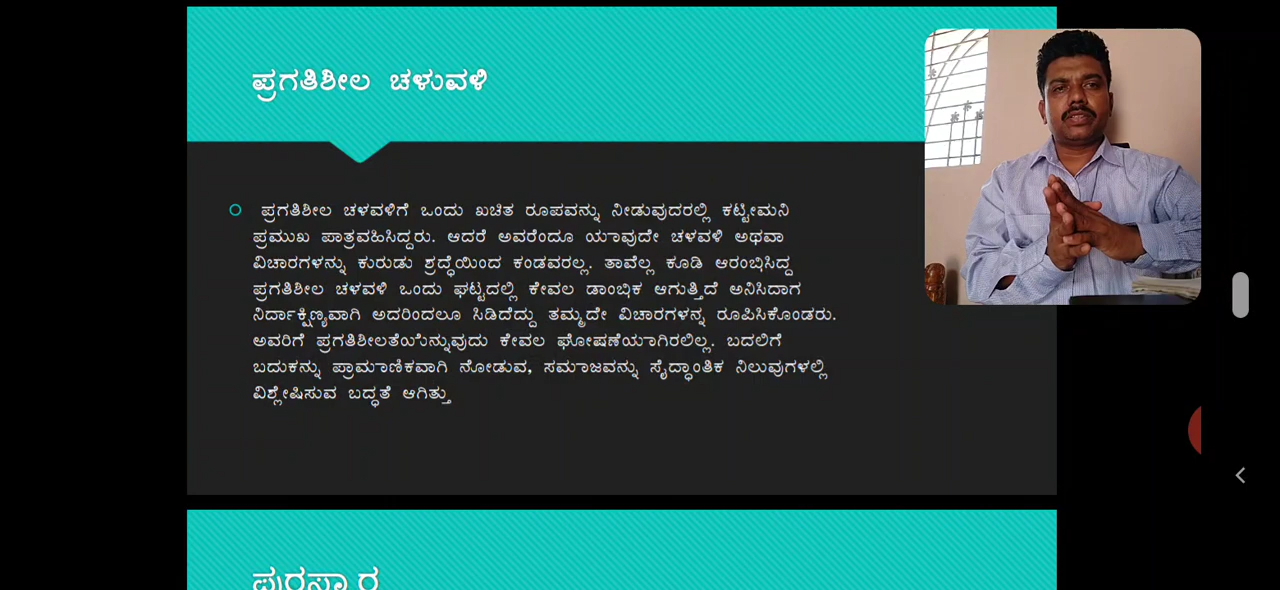 ಪ್ರಗತಿಶೀಲ ಚಳುವಳಿ
ಪ್ರಗತಿಶೀಲ ಚಳವಳಿಗೆ ಒಂದು ಖಚಿತ ರೂಪವನ್ನು ನೀಡುವುದರಲ್ಲಿ ಕಟ್ಟೀಮನಿ
ಪ್ರಮುಖ ಪಾತ್ರವಹಿಸಿದ್ದರು. ಆದರೆ ಅವರೆಂದೂ ಯಾವುದೇ ಚಳವಳಿ ಅಥವಾ
ವಿಚಾರಗಳನ್ನು ಕುರುಡು ಶ್ರದ್ಧೆಯಿಂದ ಕಂಡವರಲ್ಲ. ತಾವೆಲ್ಲ ಕೂಡಿ ಆರಂಭಿಸಿದ್ದ
ಪ್ರಗತಿಶೀಲ ಚಳವಳಿ ಒಂದು ಘಟ್ಟದಲ್ಲಿ ಕೇವಲ ಡಾಂಭಿಕ ಆಗುತ್ತಿದೆ ಅನಿಸಿದಾಗ
ನಿರ್ದಾಕ್ಷಿಣ್ಯವಾಗಿ ಅದರಿಂದಲೂ ಸಿಡಿದೆದ್ದು ತಮ್ಮದೇ ವಿಚಾರಗಳನ್ನ ರೂಪಿಸಿಕೊಂಡರು.
ಅವರಿಗೆ ಪ್ರಗತಿಶೀಲತೆಯೆನ್ನುವುದು ಕೇವಲ ಘೋಷಣೆಯಾಗಿರಲಿಲ್ಲ. ಬದಲಿಗೆ
ಬದುಕನ್ನು ಪ್ರಾಮಾಣಿಕವಾಗಿ ನೋಡುವ, ಸಮಾಜವನ್ನು ಸೈದ್ಧಾಂತಿಕ ನಿಲುವುಗಳಲ್ಲಿ
ವಿಶ್ಲೇಷಿಸುವ ಬದ್ಧತೆ ಆಗಿತ್ತು
ಪುರಸ್ಕಾರ